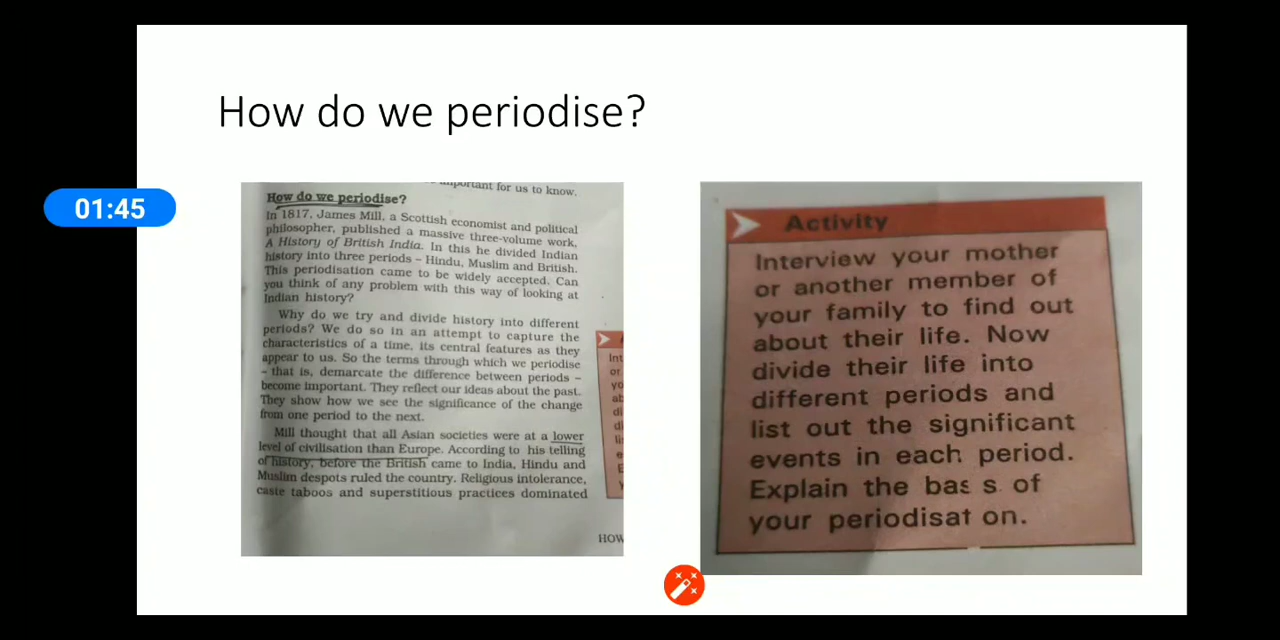 How do we periodise?
01:45
important for us to know.
How do we periodise?
In 1817, James Mill, a Scottish economist and political
philosopher, published a massive three-volume work,
A History of British India. In this he divided Indian
history into three periods – Hindu, Muslim and British.
This periodisation came to be widely accepted. Can
you think of any problem with this way of looking at
Indian history?
Why do we try and divide history into different
periods? We do so in an attempt to capture the
characteristics of a time, its central features as they
appear to us. So the terms through which we periodise
– that is, demarcate the difference between periods –
become important. They reflect our ideas about the past.
They show how we see the significance of the change
from one period to the next.
Mill thought that all Asian societies were at a lower
level of civilisation than Europe. According to his telling
of history, before the British came to India, Hindu and
Muslim despots ruled the country. Religious intolerance,
caste taboos and superstitious practices dominated
HOW
Activity
Interview your mother
or another member of
your family to find out
about their life. Now
divide their life into
different periods and
list out the significant
events in each period.
Explain the bas s of
your periodisat on.